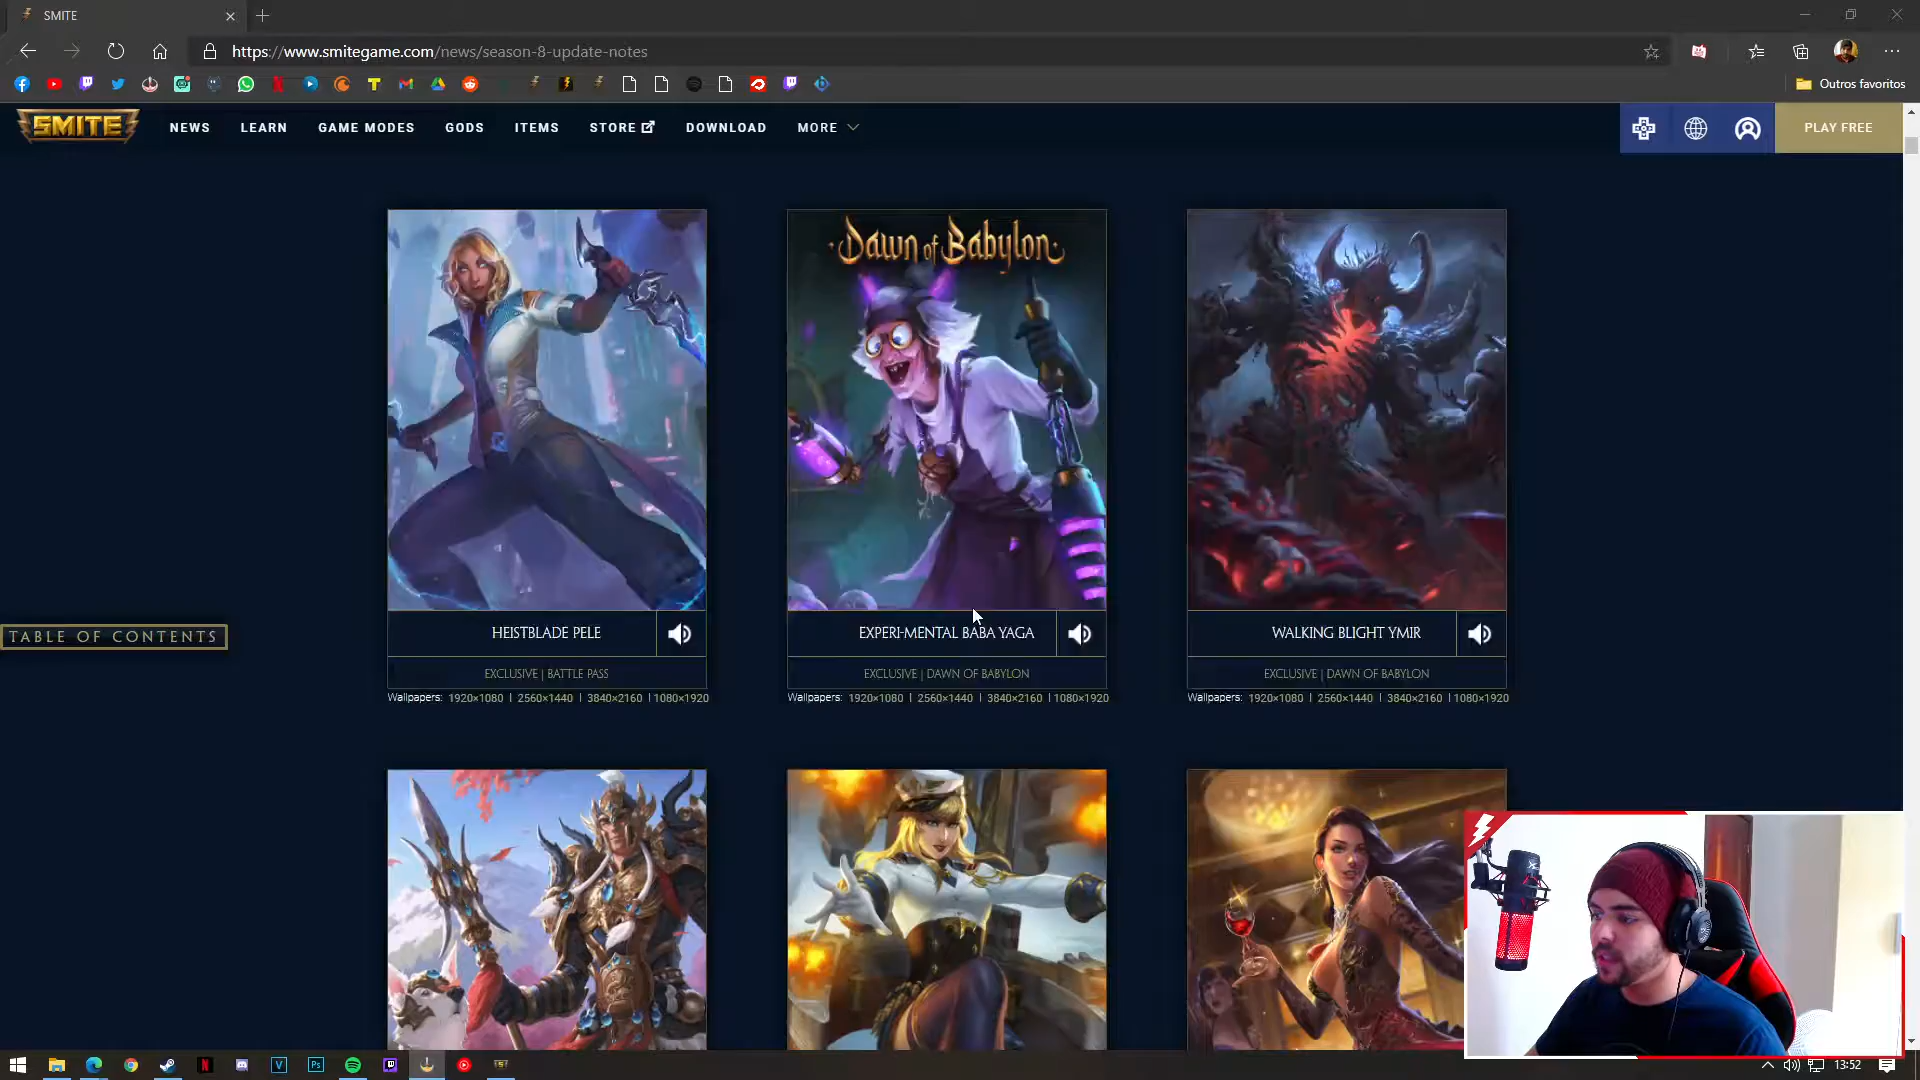 SMITE
https://www.smitegame.com/news/season-8-update-notes
Outros favoritos
SMITE
NEWS
LEARN
GAME MODES
GODS
ITEMS
STORE
DOWNLOAD
MORE
PLAY FREE
Dawn of Babylon
TABLE OF CONTENTS
HEISTBLADE PELE
EXCLUSIVE | BATTLE PASS
Wallpapers: 1920×1080 | 2560×1440 | 3840×2160 | 1080×1920
EXPERI-MENTAL BABA YAGA
EXCLUSIVE | DAWN OF BABYLON
Wallpapers: 1920×1080 | 2560×1440 | 3840×2160 | 1080×1920
WALKING BLIGHT YMIR
EXCLUSIVE | DAWN OF BABYLON
Wallpapers: 1920×1080 | 2560×1440 | 3840×2160 | 1080×1920
13:52